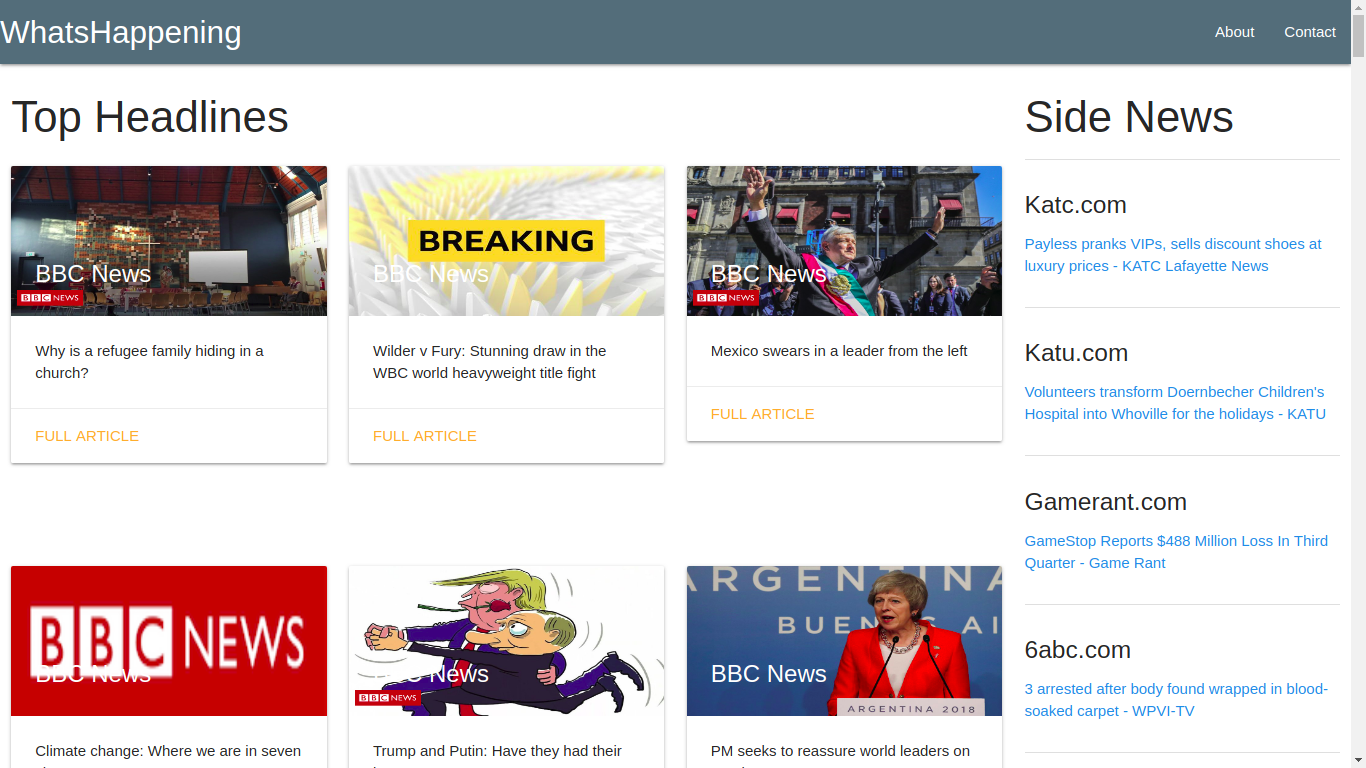 WhatsHappening
About
Contact
Top Headlines
BBC News
BBC NEWS
Why is a refugee family hiding in a
church?
FULL ARTICLE
BREAKING
BBC News
Wilder v Fury: Stunning draw in the
WBC world heavyweight title fight
FULL ARTICLE
BBC News
BBC NEWS
Mexico swears in a leader from the left
FULL ARTICLE
BBC NEWS
BBC News
Climate change: Where we are in seven
BBC News
BBC NEWS
Trump and Putin: Have they had their
ARGENTINA
BUENOS AI
BBC News
ARGENTINA 2018
PM seeks to reassure world leaders on
Side News
Katc.com
Payless pranks VIPs, sells discount shoes at
luxury prices - KATC Lafayette News
Katu.com
Volunteers transform Doernbecher Children's
Hospital into Whoville for the holidays - KATU
Gamerant.com
GameStop Reports $488 Million Loss In Third
Quarter - Game Rant
6abc.com
3 arrested after body found wrapped in blood-
soaked carpet - WPVI-TV